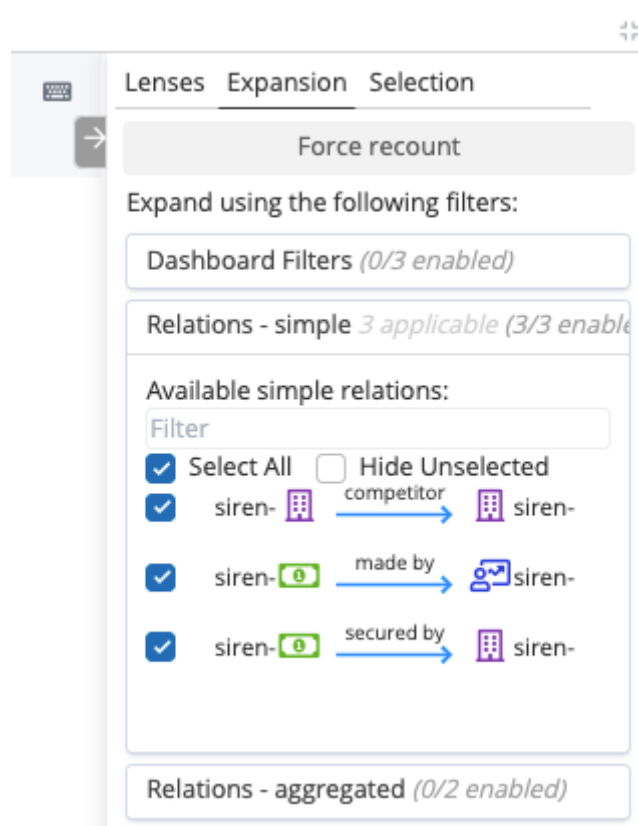 Lenses Expansion Selection
Force recount
Expand using the following filters:
Dashboard Filters (0/3 enabled)
Relations - simple 3 applicable (3/3 enable
Available simple relations:
Filter
Select All Hide Unselected
siren- competitor siren-
siren- made by siren-
siren- secured by siren-
Relations - aggregated (0/2 enabled)